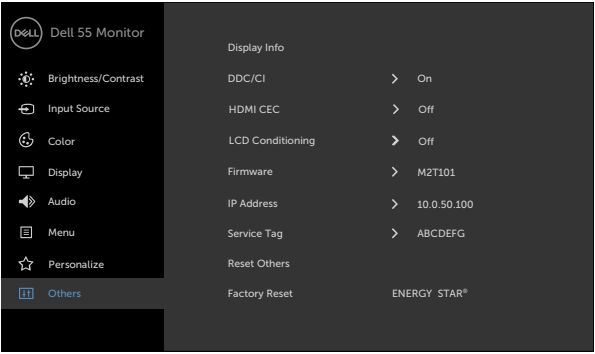 DELL Dell 55 Monitor
Brightness/Contrast
Input Source
Color
Display
Audio
Menu
Personalize
Others
Display Info
DDC/CI > On
HDMI CEC > Off
LCD Conditioning > Off
Firmware > M2T101
IP Address > 10.0.50.100
Service Tag > ABCDEFG
Reset Others
Factory Reset ENERGY STAR®